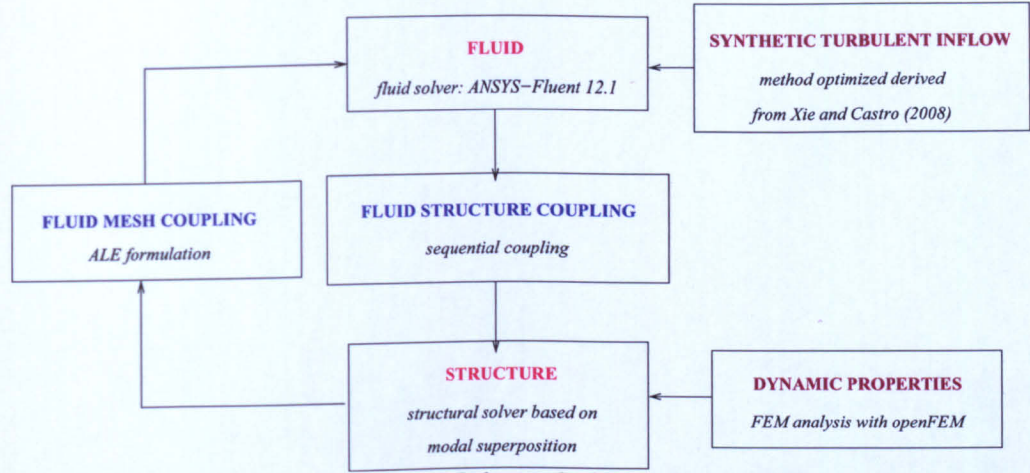 FLUID
fluid solver: ANSYS−Fluent 12.1
SYNTHETIC TURBULENT INFLOW
method optimized derived
from Xie and Castro (2008)
FLUID MESH COUPLING
ALE formulation
FLUID STRUCTURE COUPLING
sequential coupling
STRUCTURE
structural solver based on
modal superposition
DYNAMIC PROPERTIES
FEM analysis with openFEM